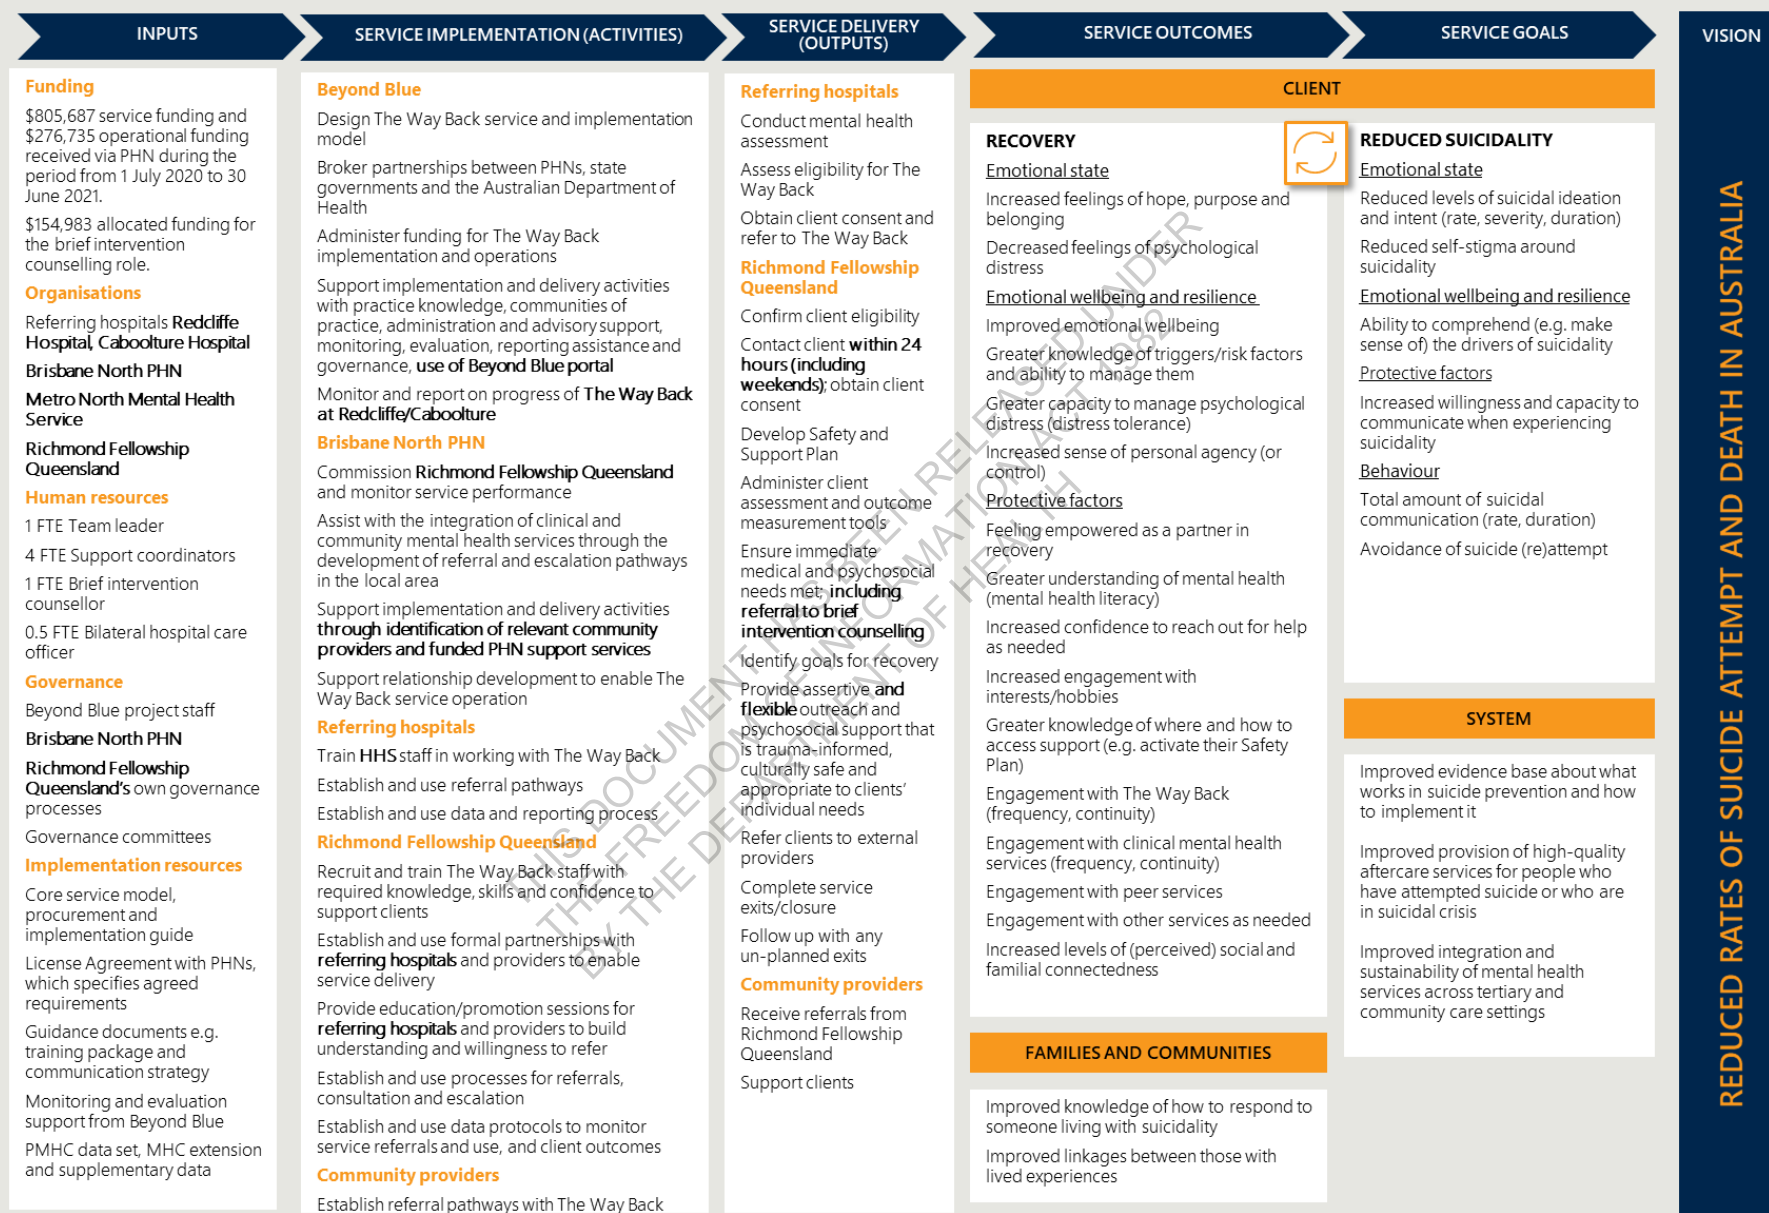 INPUTS
Funding
$805,687 service funding and
$276,735 operational funding
received via PHN during the
period from 1 July 2020 to 30
June 2021.
$154,983 allocated funding for
the brief intervention
counselling role.
Organisations
Referring hospitals Redcliffe
Hospital, Caboolture Hospital
Brisbane North PHN
Metro North Mental Health
Service
Richmond Fellowship
Queensland
Human resources
1 FTE Team leader
4 FTE Support coordinators
1 FTE Brief intervention
counsellor
0.5 FTE Bilateral hospital care
officer
Governance
Beyond Blue project staff
Brisbane North PHN
Richmond Fellowship
Queensland's own governance
processes
Governance committees
Implementation resources
Core service model,
procurement and
implementation guide
License Agreement with PHNs,
which specifies agreed
requirements
Guidance documents e.g.
training package and
communication strategy
Monitoring and evaluation
support from Beyond Blue
PMHC data set, MHC extension
and supplementary data
SERVICE IMPLEMENTATION (ACTIVITIES)
Beyond Blue
Design The Way Back service and implementation
model
Broker partnerships between PHNs, state
governments and the Australian Department of
Health
Administer funding for The Way Back
implementation and operations
Support implementation and delivery activities
with practice knowledge, communities of
practice, administration and advisory support,
monitoring, evaluation, reporting assistance and
governance, use of Beyond Blue portal
Monitor and report on progress of The Way Back
at Redcliffe/Caboolture
Brisbane North PHN
Commission Richmond Fellowship Queensland
and monitor service performance
Assist with the integration of clinical and
community mental health services through the
development of referral and escalation pathways
in the local area
Support implementation and delivery activities
through identification of relevant community
providers and funded PHN support services
Support relationship development to enable The
Way Back service operation
Referring hospitals
Train HHS staff in working with The Way Back
Establish and use referral pathways
Establish and use data and reporting process
Richmond Fellowship Queensland
Recruit and train The Way Back staff with
required knowledge, skills and confidence to
support clients
Establish and use formal partnerships with
referring hospitals and providers to enable
service delivery
Provide education/promotion sessions for
referring hospitals and providers to build
understanding and willingness to refer
Establish and use processes for referrals,
consultation and escalation
Establish and use data protocols to monitor
service referrals and use, and client outcomes
Community providers
Establish referral pathways with The Way Back
SERVICE DELIVERY
(OUTPUTS)
Referring hospitals
Conduct mental health
assessment
Assess eligibility for The
Way Back
Obtain client consent and
refer to The Way Back
Richmond Fellowship
Queensland
Confirm client eligibility
Contact client within 24
hours (including
weekends); obtain client
consent
Develop Safety and
Support Plan
Administer client
assessment and outcome
measurement tools
Ensure immediate
medical and psychosocial
needs met; including
referral to brief
intervention counselling
Identify goals for recovery
Provide assertive and
flexible outreach and
psychosocial support that
is trauma-informed,
culturally safe and
appropriate to clients'
individual needs
Refer clients to external
providers
Complete service
exits/closure
Follow up with any
un-planned exits
Community providers
Receive referrals from
Richmond Fellowship
Queensland
Support clients
SERVICE OUTCOMES
SERVICE GOALS
CLIENT
RECOVERY
Emotional state
Increased feelings of hope, purpose and
belonging
Decreased feelings of psychological
distress
Emotional wellbeing and resilience
Improved emotional wellbeing
Greater knowledge of triggers/risk factors
and ability to manage them
Greater capacity to manage psychological
distress (distress tolerance)
Increased sense of personal agency (or
control)
Protective factors
Feeling empowered as a partner in
recovery
Greater understanding of mental health
(mental health literacy)
Increased confidence to reach out for help
as needed
Increased engagement with
interests/hobbies
Greater knowledge of where and how to
access support (e.g. activate their Safety
Plan)
Engagement with The Way Back
(frequency, continuity)
Engagement with clinical mental health
services (frequency, continuity)
Engagement with peer services
Engagement with other services as needed
Increased levels of (perceived) social and
familial connectedness
FAMILIES AND COMMUNITIES
Improved knowledge of how to respond to
someone living with suicidality
Improved linkages between those with
lived experiences
REDUCED SUICIDALITY
Emotional state
Reduced levels of suicidal ideation
and intent (rate, severity, duration)
Reduced self-stigma around
suicidality
Emotional wellbeing and resilience
Ability to comprehend (e.g. make
sense of) the drivers of suicidality
Protective factors
Increased willingness and capacity to
communicate when experiencing
suicidality
Behaviour
Total amount of suicidal
communication (rate, duration)
Avoidance of suicide (re)attempt
SYSTEM
Improved evidence base about what
works in suicide prevention and how
to implement it
Improved provision of high-quality
aftercare services for people who
have attempted suicide or who are
in suicidal crisis
Improved integration and
sustainability of mental health
services across tertiary and
community care settings
VISION
REDUCED RATES OF SUICIDE ATTEMPT AND DEATH IN AUSTRALIA
THIS DOCUMENT HAS BEEN RELEASED UNDER
THE FREEDOM OF INFORMATION ACT 1982
BY THE DEPARTMENT OF HEALTH